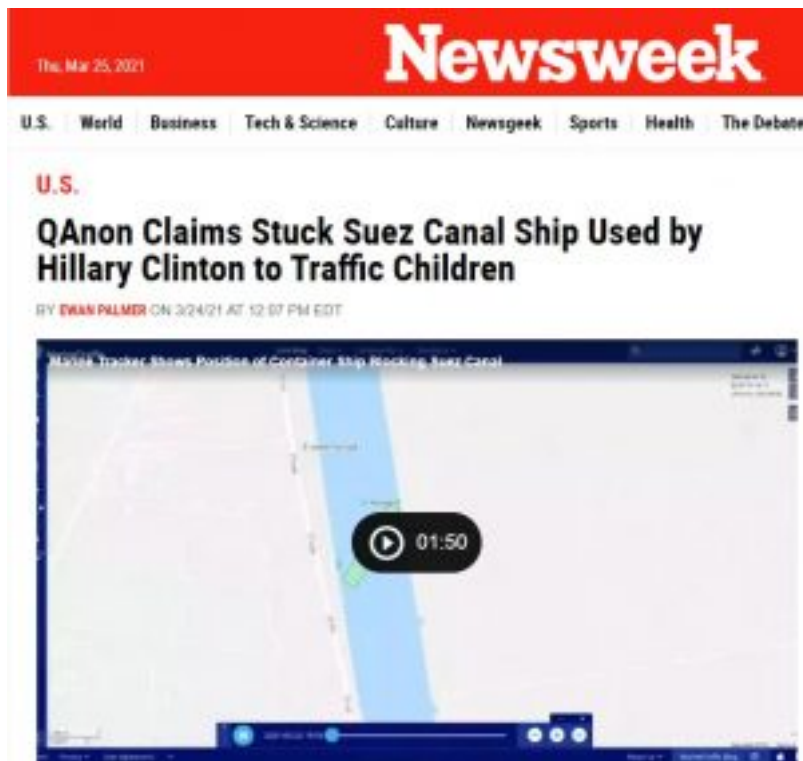 Thu, Mar 25, 2021
Newsweek
U.S. World Business Tech & Science Culture Newsgeek Sports Health The Debate
U.S.
QAnon Claims Stuck Suez Canal Ship Used by
Hillary Clinton to Traffic Children
BY EWAN PALMER ON 3/24/21 AT 12:07 PM EDT
Marine Tracker Shows Position of Container Ship Blocking Suez Canal
01:50